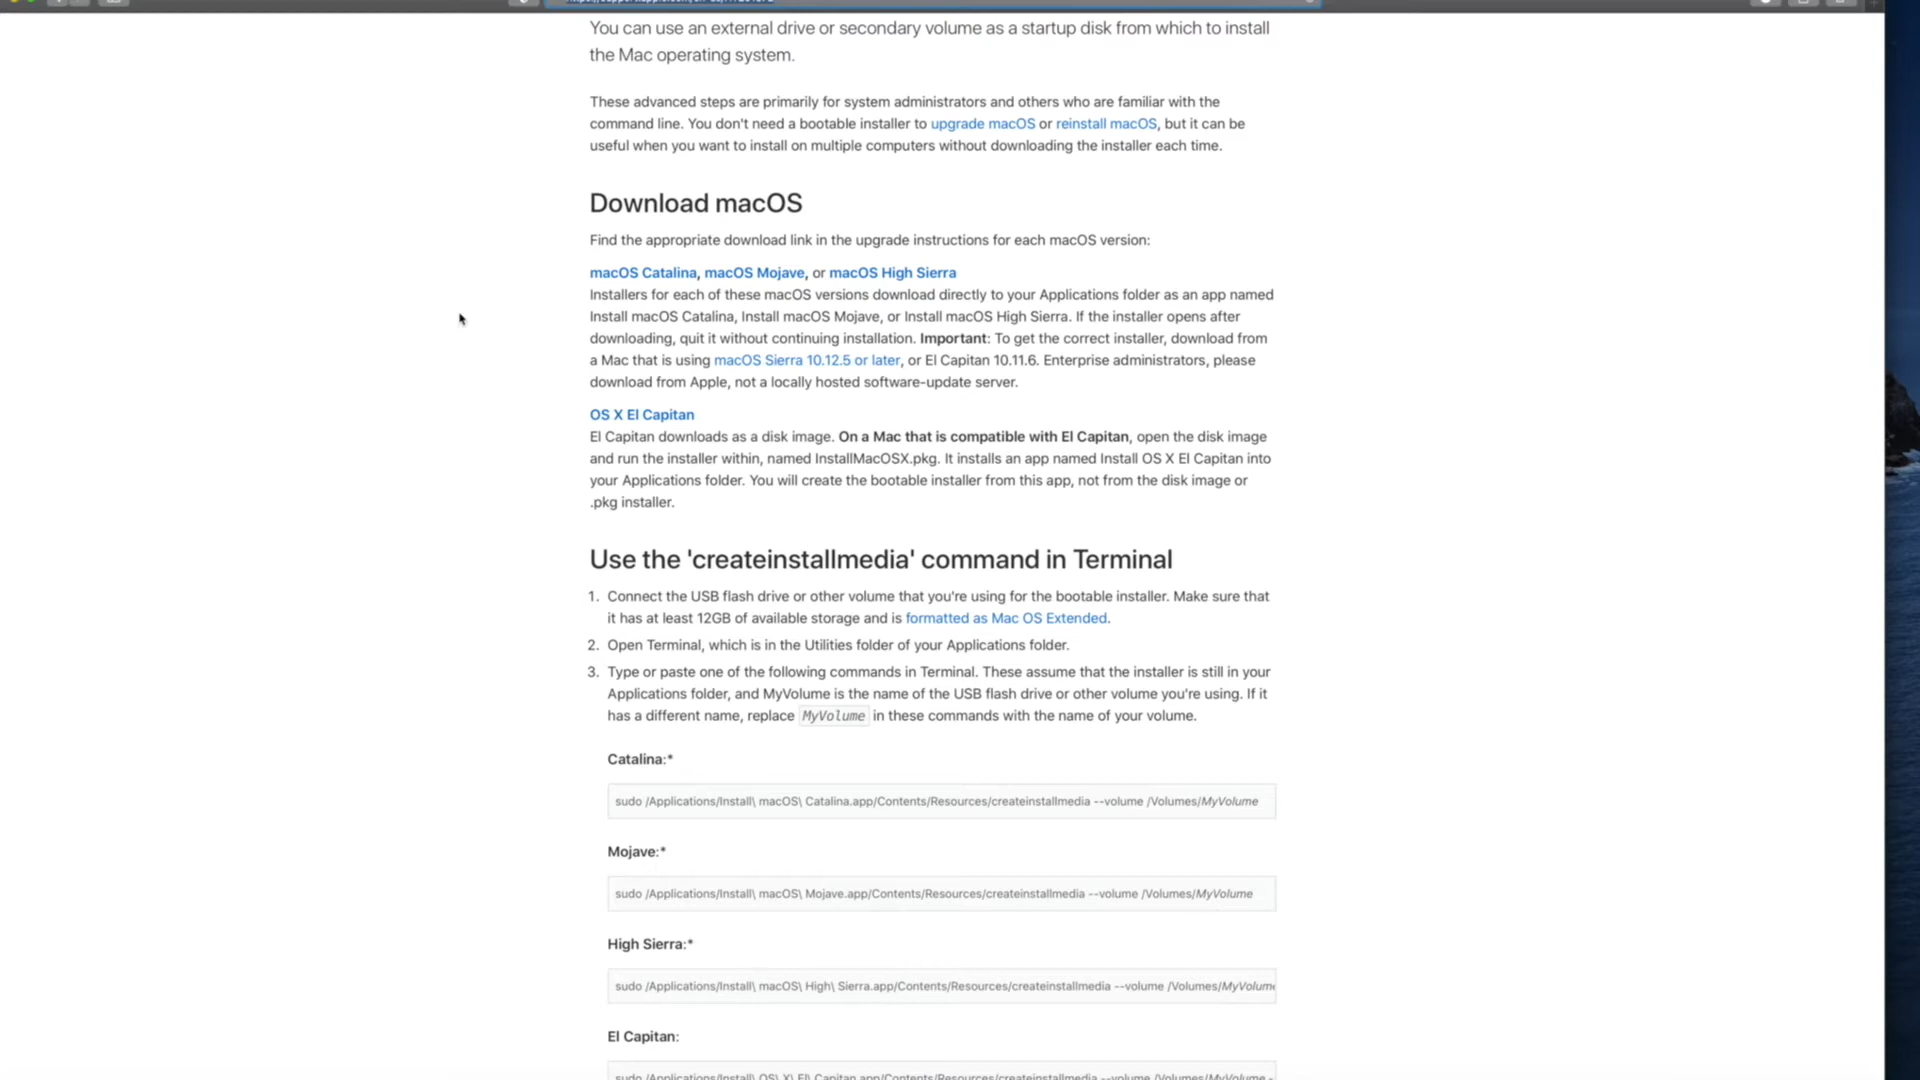 You can use an external drive or secondary volume as a startup disk from which to install
the Mac operating system.
These advanced steps are primarily for system administrators and others who are familiar with the
command line. You don't need a bootable installer to upgrade macOS or reinstall macOS, but it can be
useful when you want to install on multiple computers without downloading the installer each time.
Download macOS
Find the appropriate download link in the upgrade instructions for each macOS version:
macOS Catalina, macOS Mojave, or macOS High Sierra
Installers for each of these macOS versions download directly to your Applications folder as an app named
Install macOS Catalina, Install macOS Mojave, or Install macOS High Sierra. If the installer opens after
downloading, quit it without continuing installation. Important: To get the correct installer, download from
a Mac that is using macOS Sierra 10.12.5 or later, or El Capitan 10.11.6. Enterprise administrators, please
download from Apple, not a locally hosted software-update server.
OS X El Capitan
El Capitan downloads as a disk image. On a Mac that is compatible with El Capitan, open the disk image
and run the installer within, named InstallMacOSX.pkg. It installs an app named Install OS X El Capitan into
your Applications folder. You will create the bootable installer from this app, not from the disk image or
.pkg installer.
Use the 'createinstallmedia' command in Terminal
1. Connect the USB flash drive or other volume that you're using for the bootable installer. Make sure that
it has at least 12GB of available storage and is formatted as Mac OS Extended.
2. Open Terminal, which is in the Utilities folder of your Applications folder.
3. Type or paste one of the following commands in Terminal. These assume that the installer is still in your
Applications folder, and MyVolume is the name of the USB flash drive or other volume you're using. If it
has a different name, replace MyVolume in these commands with the name of your volume.
Catalina:*
sudo /Applications/Install\ macOS\ Catalina.app/Contents/Resources/createinstallmedia --volume /Volumes/MyVolume
Mojave:*
sudo /Applications/Install\ macOS\ Mojave.app/Contents/Resources/createinstallmedia --volume /Volumes/MyVolume
High Sierra:*
sudo /Applications/Install\ macOS\ High\ Sierra.app/Contents/Resources/createinstallmedia --volume /Volumes/MyVolume
El Capitan:
sudo /Applications/Install\ OS\ X\ El\ Capitan.app/Contents/Resources/createinstallmedia --volume /Volumes/MyVolume -